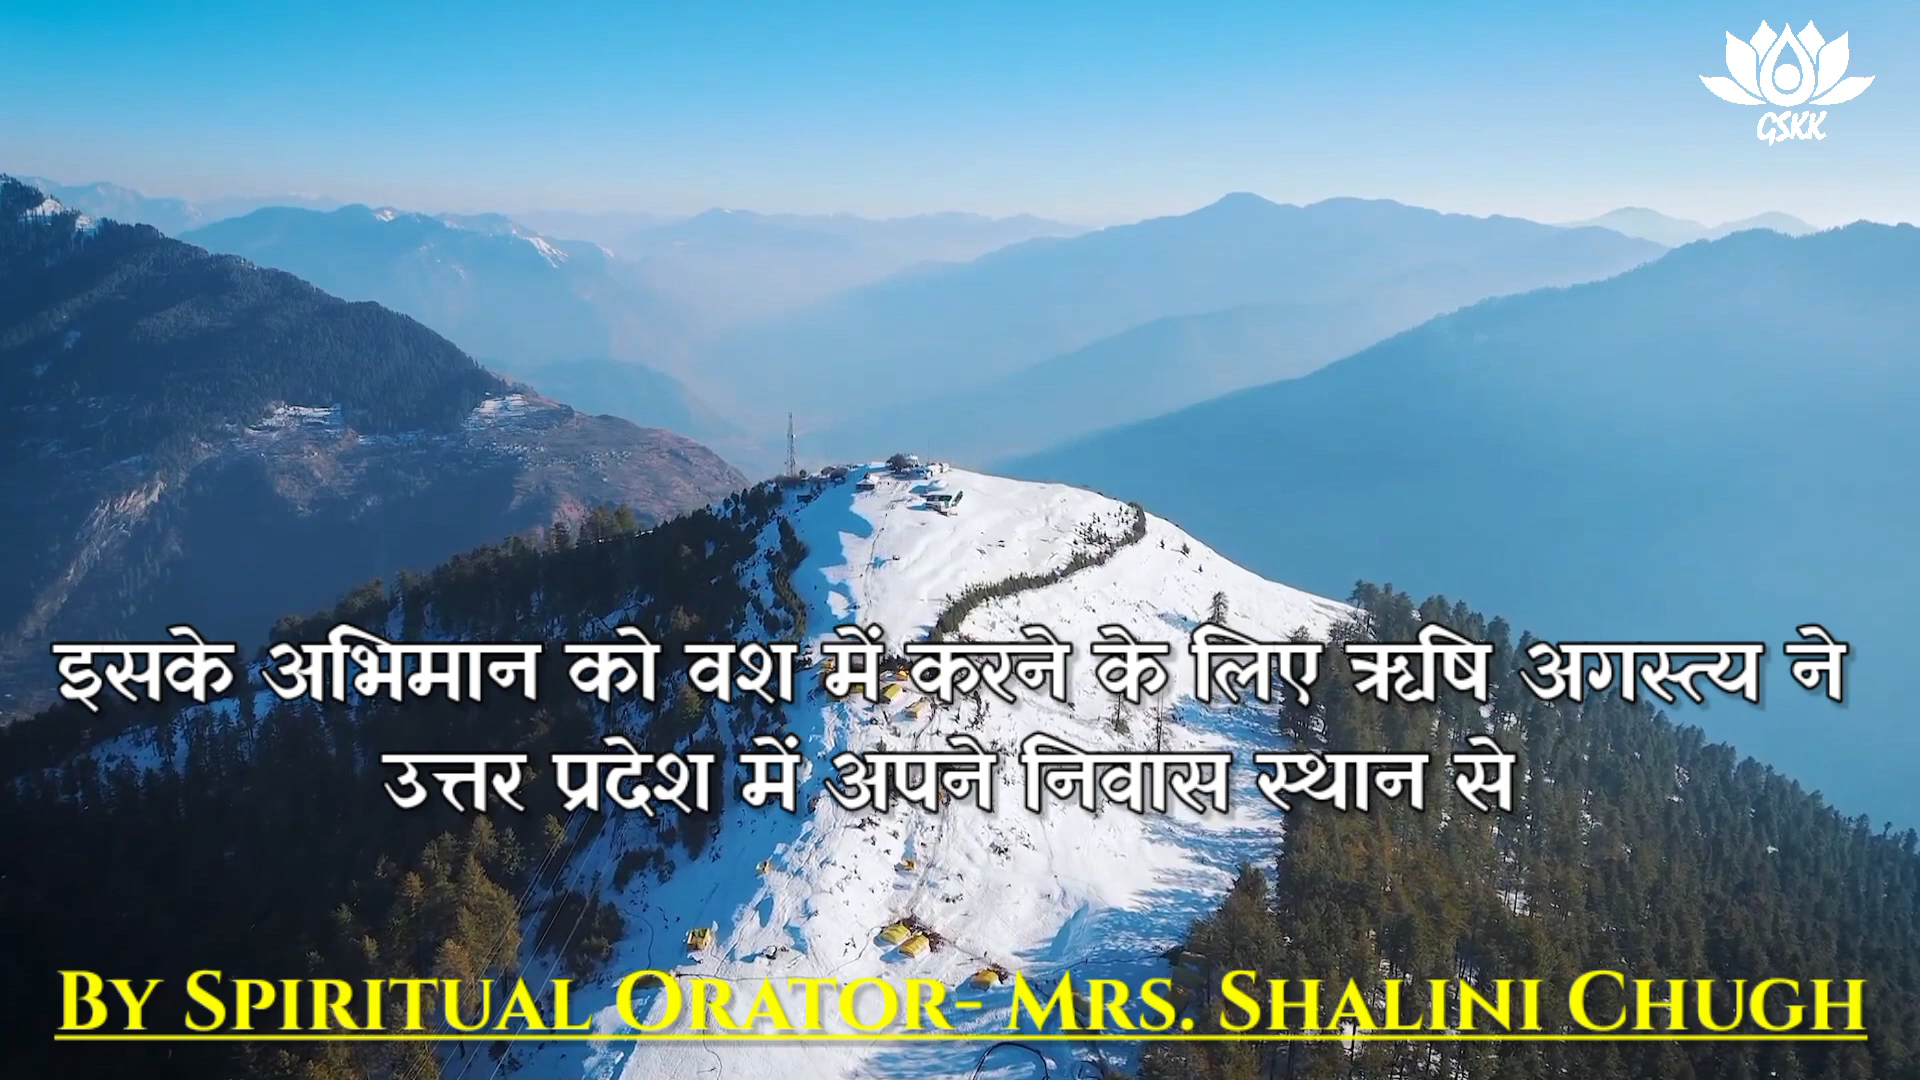 GSKK
इसके अभिमान को वश में करने के लिए ऋषि अगस्त्य ने
उत्तर प्रदेश में अपने निवास स्थान से
By Spiritual Orator- Mrs. Shalini Chugh